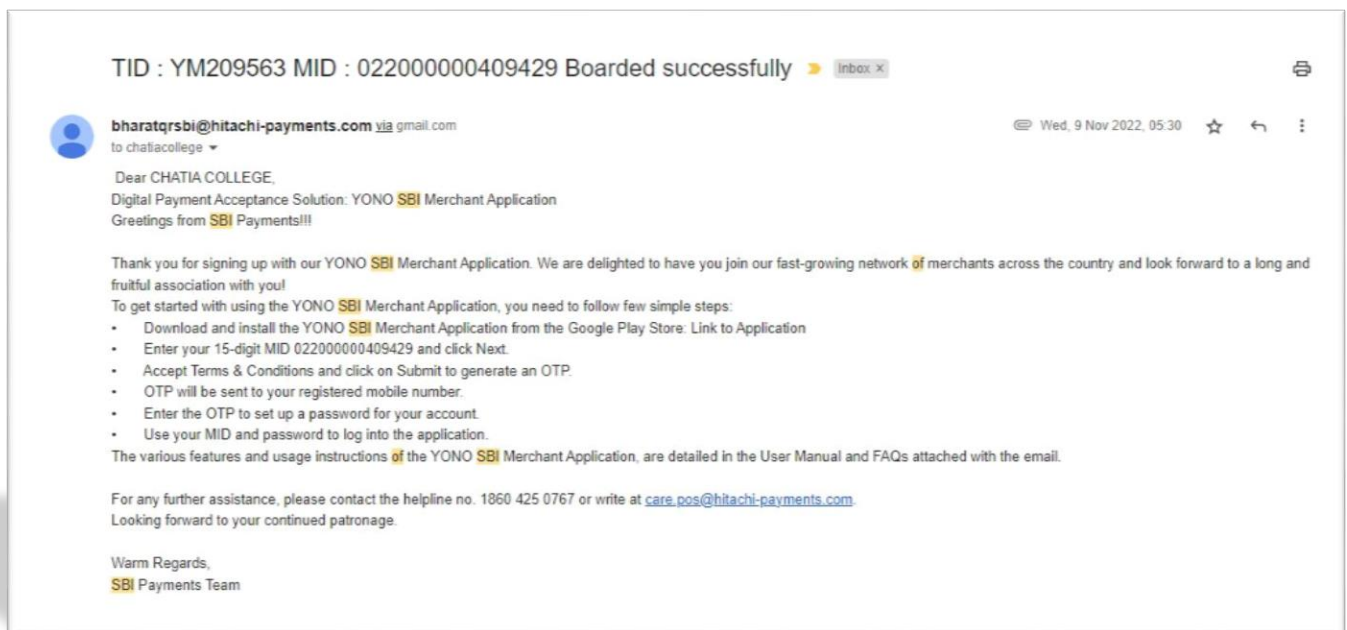 TID : YM209563 MID : 022000000409429 Boarded successfully Inbox ×
bharatqrsbi@hitachi-payments.com via gmail.com Wed, 9 Nov 2022, 05:30
to chatiacollege
Dear CHATIA COLLEGE,
Digital Payment Acceptance Solution: YONO SBI Merchant Application
Greetings from SBI Payments!!!
Thank you for signing up with our YONO SBI Merchant Application. We are delighted to have you join our fast-growing network of merchants across the country and look forward to a long and
fruitful association with you!
To get started with using the YONO SBI Merchant Application, you need to follow few simple steps:
• Download and install the YONO SBI Merchant Application from the Google Play Store: Link to Application
• Enter your 15-digit MID 022000000409429 and click Next.
• Accept Terms & Conditions and click on Submit to generate an OTP.
• OTP will be sent to your registered mobile number.
• Enter the OTP to set up a password for your account.
• Use your MID and password to log into the application.
The various features and usage instructions of the YONO SBI Merchant Application, are detailed in the User Manual and FAQs attached with the email.
For any further assistance, please contact the helpline no. 1860 425 0767 or write at care.pos@hitachi-payments.com.
Looking forward to your continued patronage.
Warm Regards,
SBI Payments Team